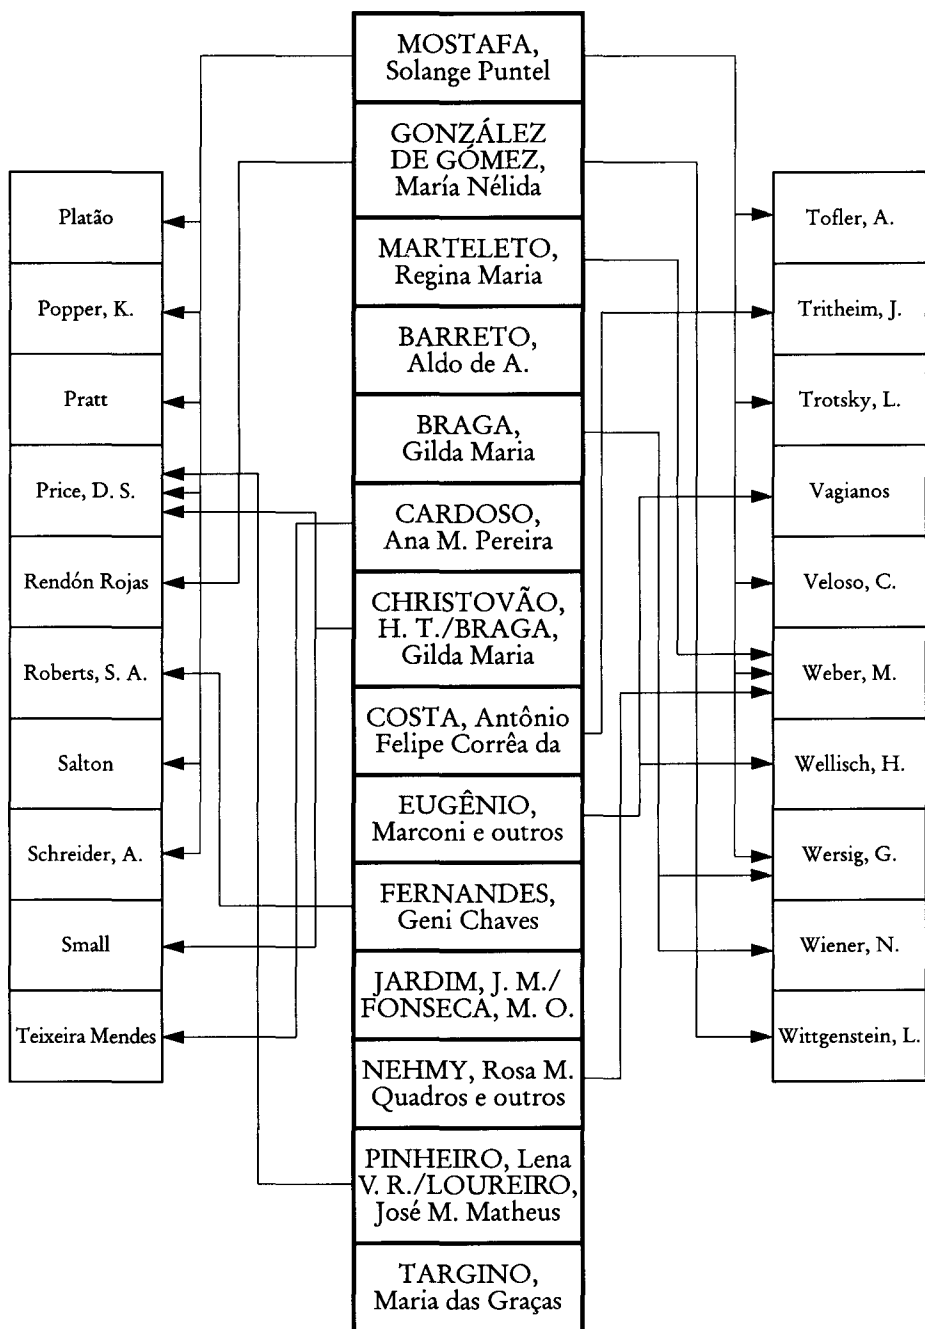 MOSTAFA,
Solange Puntel
GONZÁLEZ
DE GÓMEZ,
María Nélida
MARTELETO,
Regina Maria
BARRETO,
Aldo de A.
BRAGA,
Gilda Maria
CARDOSO,
Ana M. Pereira
CHRISTOVÃO,
H. T./BRAGA,
Gilda Maria
COSTA, Antônio
Felipe Corrêa da
EUGÊNIO,
Marconi e outros
FERNANDES,
Geni Chaves
JARDIM, J. M./
FONSECA, M. O.
NEHMY, Rosa M.
Quadros e outros
PINHEIRO, Lena
V. R./LOUREIRO,
José M. Matheus
TARGINO,
Maria das Graças
Platão
Popper, K.
Pratt
Price, D. S.
Rendón Rojas
Roberts, S. A.
Salton
Schreider, A.
Small
Teixeira Mendes
Tofler, A.
Tritheim, J.
Trotsky, L.
Vagianos
Veloso, C.
Weber, M.
Wellisch, H.
Wersig, G.
Wiener, N.
Wittgenstein, L.